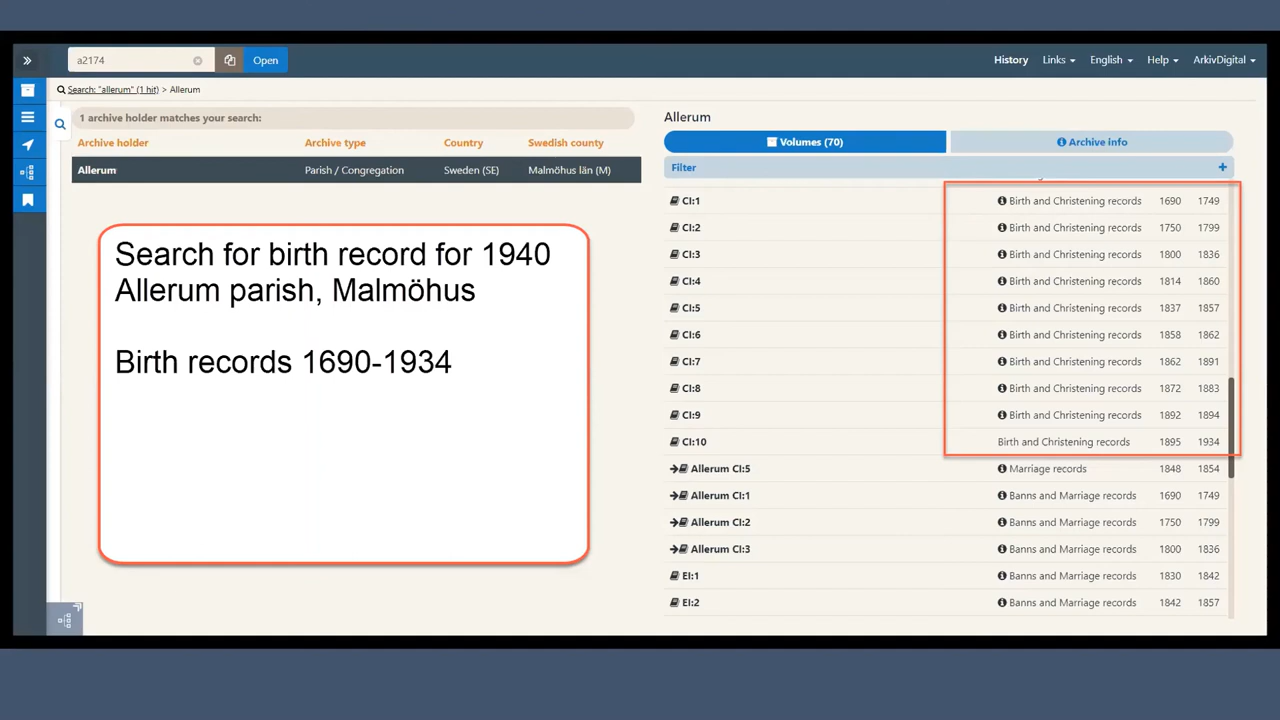 a2174
Open
History
Links
English
Help
ArkivDigital
Search: "allerum" (1 hit) > Allerum
1 archive holder matches your search:
Archive holder Archive type Country Swedish county
Allerum Parish / Congregation Sweden (SE) Malmöhus län (M)
Search for birth record for 1940
Allerum parish, Malmöhus
Birth records 1690-1934
Allerum
Volumes (70)
Archive info
Filter
CI:1 Birth and Christening records 1690 1749
CI:2 Birth and Christening records 1750 1799
CI:3 Birth and Christening records 1800 1836
CI:4 Birth and Christening records 1814 1860
CI:5 Birth and Christening records 1837 1857
CI:6 Birth and Christening records 1858 1862
CI:7 Birth and Christening records 1862 1891
CI:8 Birth and Christening records 1872 1883
CI:9 Birth and Christening records 1892 1894
CI:10 Birth and Christening records 1895 1934
Allerum CI:5 Marriage records 1848 1854
Allerum CI:1 Banns and Marriage records 1690 1749
Allerum CI:2 Banns and Marriage records 1750 1799
Allerum CI:3 Banns and Marriage records 1800 1836
EI:1 Banns and Marriage records 1830 1842
EI:2 Banns and Marriage records 1842 1857